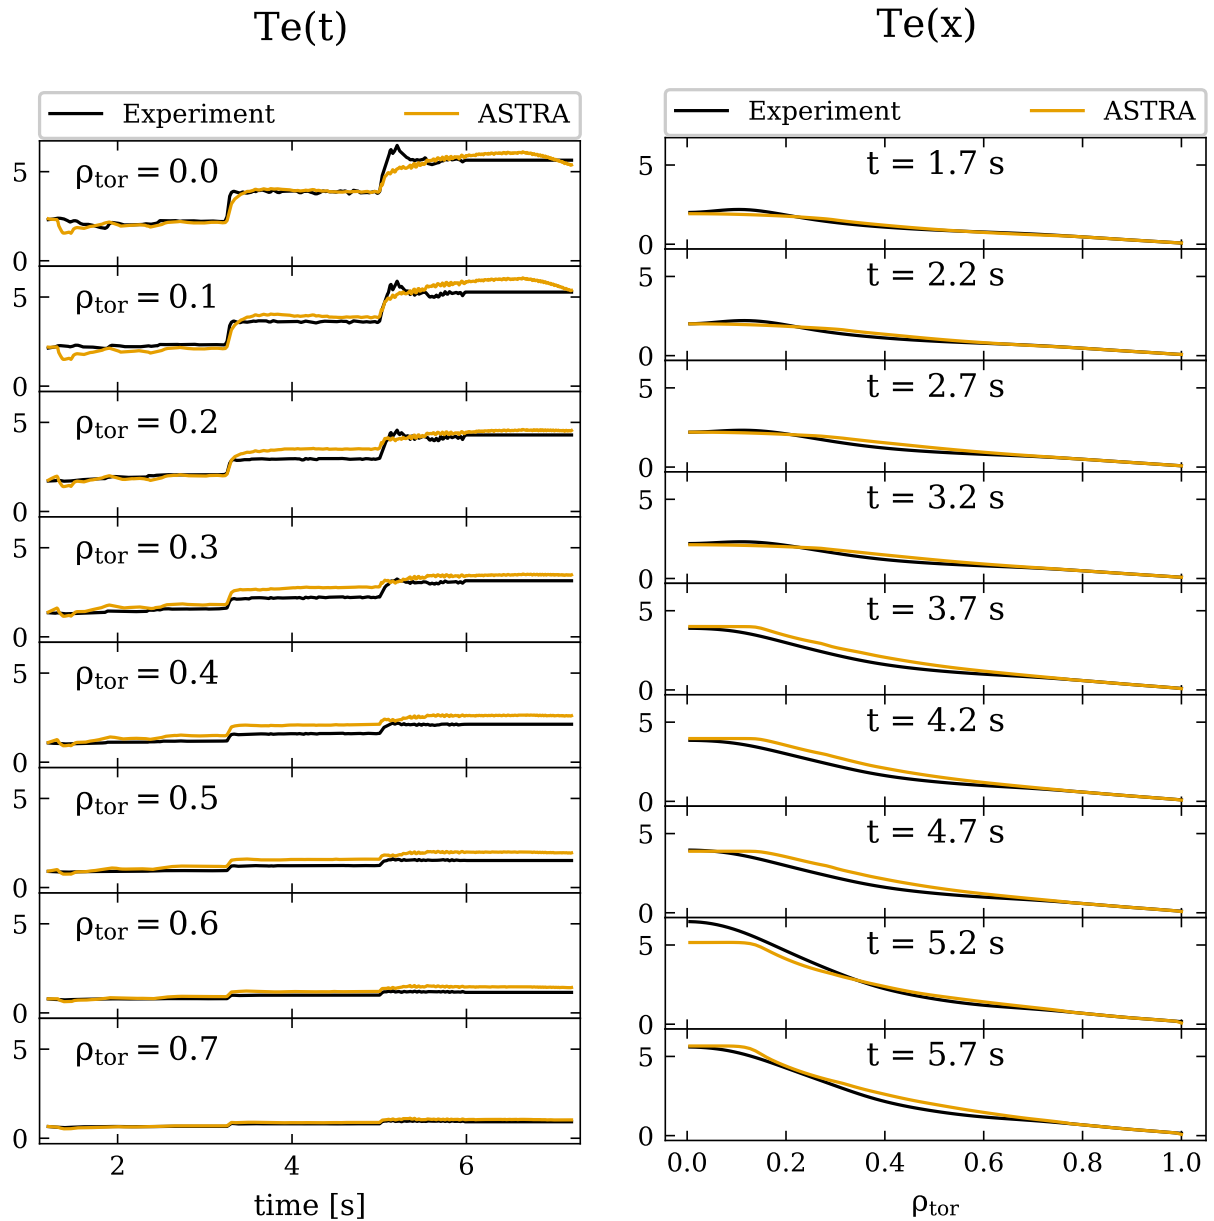 Te(t)
Experiment ASTRA
ρtor = 0.0
5
0
ρtor = 0.1
5
0
ρtor = 0.2
5
0
ρtor = 0.3
5
0
ρtor = 0.4
5
0
ρtor = 0.5
5
0
ρtor = 0.6
5
0
ρtor = 0.7
5
0
2 4 6
time [s]
Te(x)
Experiment ASTRA
t = 1.7 s
5
0
t = 2.2 s
5
0
t = 2.7 s
5
0
t = 3.2 s
5
0
t = 3.7 s
5
0
t = 4.2 s
5
0
t = 4.7 s
5
0
t = 5.2 s
5
0
t = 5.7 s
5
0
0.0 0.2 0.4 0.6 0.8 1.0
ρtor